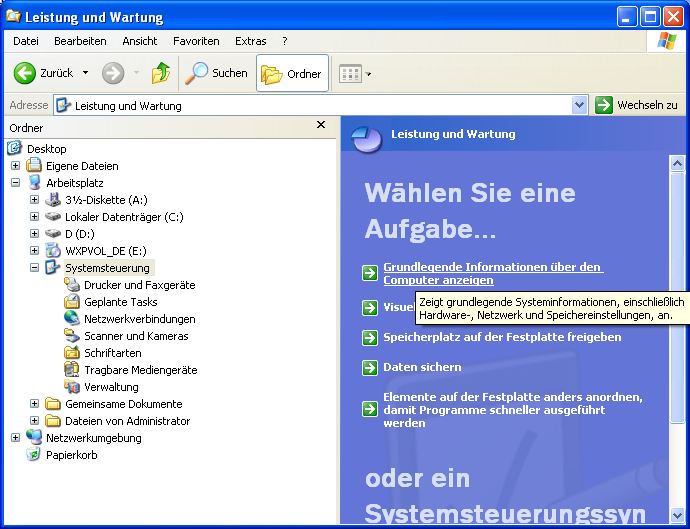 Leistung und Wartung
Datei Bearbeiten Ansicht Favoriten Extras ?
Zurück Suchen Ordner
Adresse Leistung und Wartung Wechseln zu
Ordner
Desktop
Eigene Dateien
Arbeitsplatz
3½-Diskette (A:)
Lokaler Datenträger (C:)
D (D:)
WXPVOL_DE (E:)
Systemsteuerung
Drucker und Faxgeräte
Geplante Tasks
Netzwerkverbindungen
Scanner und Kameras
Schriftarten
Tragbare Mediengeräte
Verwaltung
Gemeinsame Dokumente
Dateien von Administrator
Netzwerkumgebung
Papierkorb
Leistung und Wartung
Wählen Sie eine
Aufgabe...
Grundlegende Informationen über den
Computer anzeigen
Zeigt grundlegende Systeminformationen, einschließlich
Hardware-, Netzwerk und Speichereinstellungen, an.
Visuel
Speicherplatz auf der Festplatte freigeben
Daten sichern
Elemente auf der Festplatte anders anordnen,
damit Programme schneller ausgeführt
werden
oder ein
Systemsteuerungssyn